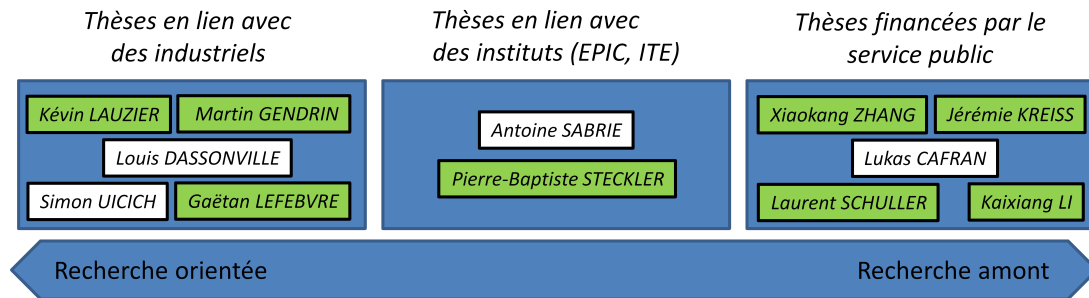 Thèses en lien avec
des industriels
Thèses en lien avec
des instituts (EPIC, ITE)
Thèses financées par le
service public
Kévin LAUZIER
Martin GENDRIN
Louis DASSONVILLE
Simon UICICH
Gaëtan LEFEBVRE
Antoine SABRIE
Pierre-Baptiste STECKLER
Xiaokang ZHANG
Jérémie KREISS
Lukas CAFRAN
Laurent SCHULLER
Kaixiang LI
Recherche orientée
Recherche amont